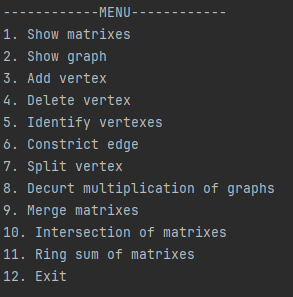 ------------MENU------------
1. Show matrixes
2. Show graph
3. Add vertex
4. Delete vertex
5. Identify vertexes
6. Constrict edge
7. Split vertex
8. Decurt multiplication of graphs
9. Merge matrixes
10. Intersection of matrixes
11. Ring sum of matrixes
12. Exit